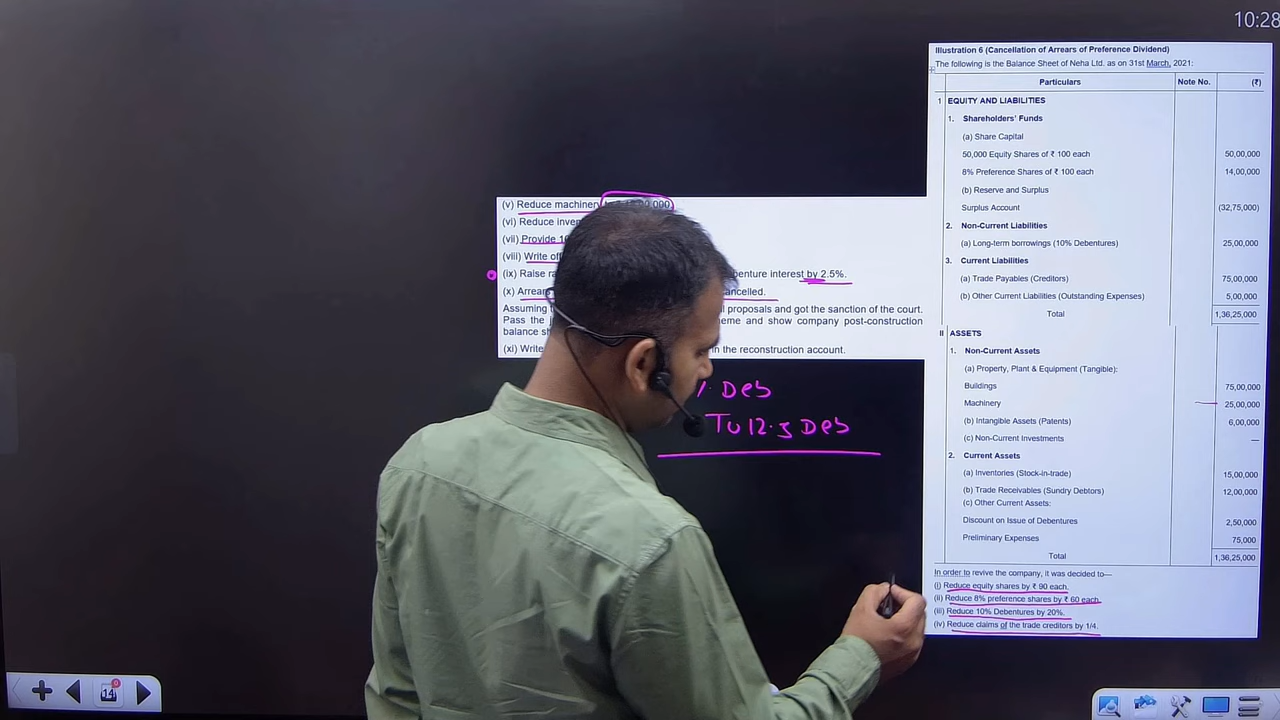 10:28
Illustration 6 (Cancellation of Arrears of Preference Dividend)
The following is the Balance Sheet of Neha Ltd. as on 31st March, 2021:
Particulars Note No. (₹)
1 EQUITY AND LIABILITIES
1. Shareholders' Funds
(a) Share Capital
50,000 Equity Shares of ₹ 100 each 50,00,000
8% Preference Shares of ₹ 100 each 14,00,000
(b) Reserve and Surplus
Surplus Account (32,75,000)
2. Non-Current Liabilities
(a) Long-term borrowings (10% Debentures) 25,00,000
3. Current Liabilities
(a) Trade Payables (Creditors) 75,00,000
(b) Other Current Liabilities (Outstanding Expenses) 5,00,000
Total 1,36,25,000
II ASSETS
1. Non-Current Assets
(a) Property, Plant & Equipment (Tangible):
Buildings 75,00,000
Machinery 25,00,000
(b) Intangible Assets (Patents) 6,00,000
(c) Non-Current Investments —
2. Current Assets
(a) Inventories (Stock-in-trade) 15,00,000
(b) Trade Receivables (Sundry Debtors) 12,00,000
(c) Other Current Assets:
Discount on Issue of Debentures 2,50,000
Preliminary Expenses 75,000
Total 1,36,25,000
In order to revive the company, it was decided to—
(i) Reduce equity shares by ₹ 90 each.
(ii) Reduce 8% preference shares by ₹ 60 each.
(iii) Reduce 10% Debentures by 20%.
(iv) Reduce claims of the trade creditors by 1/4.
(v) Reduce machinery
(vi) Reduce
(vii) Provide
(viii) Write
(ix) Raise interest by 2.5%.
(x) Arrears
Assuming proposals and got the sanction of the court.
Pass the and show company post-construction
balance
(xi) in the reconstruction account.
Deb
To 12.5 Deb
14